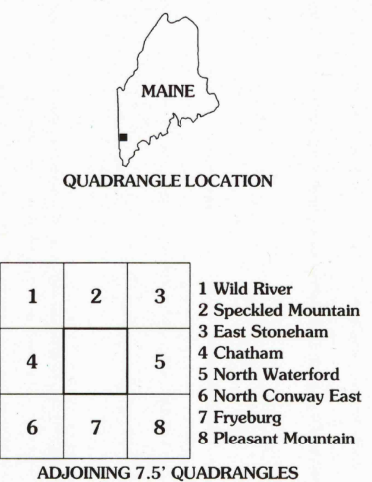 MAINE
QUADRANGLE LOCATION
1 2 3
4 5
6 7 8
1 Wild River
2 Speckled Mountain
3 East Stoneham
4 Chatham
5 North Waterford
6 North Conway East
7 Fryeburg
8 Pleasant Mountain
ADJOINING 7.5' QUADRANGLES